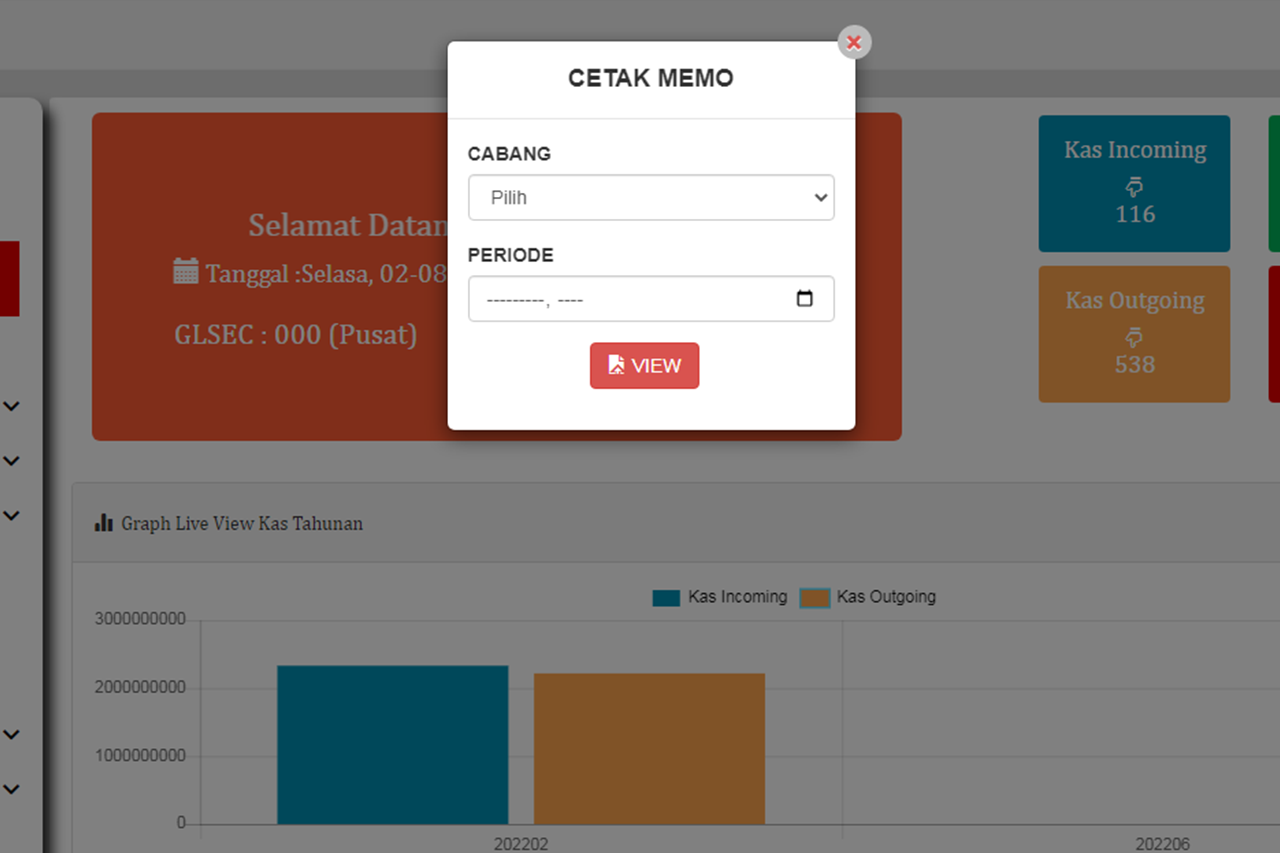 CETAK MEMO
CABANG
Pilih
PERIODE
---------, ----
VIEW
Selamat
Tanggal :Selasa, 02-08
GLSEC : 000 (Pusat)
Kas Incoming
116
Kas Outgoing
538
Graph Live View Kas Tahunan
Kas Incoming Kas Outgoing
3000000000
2000000000
1000000000
0
202202 202206